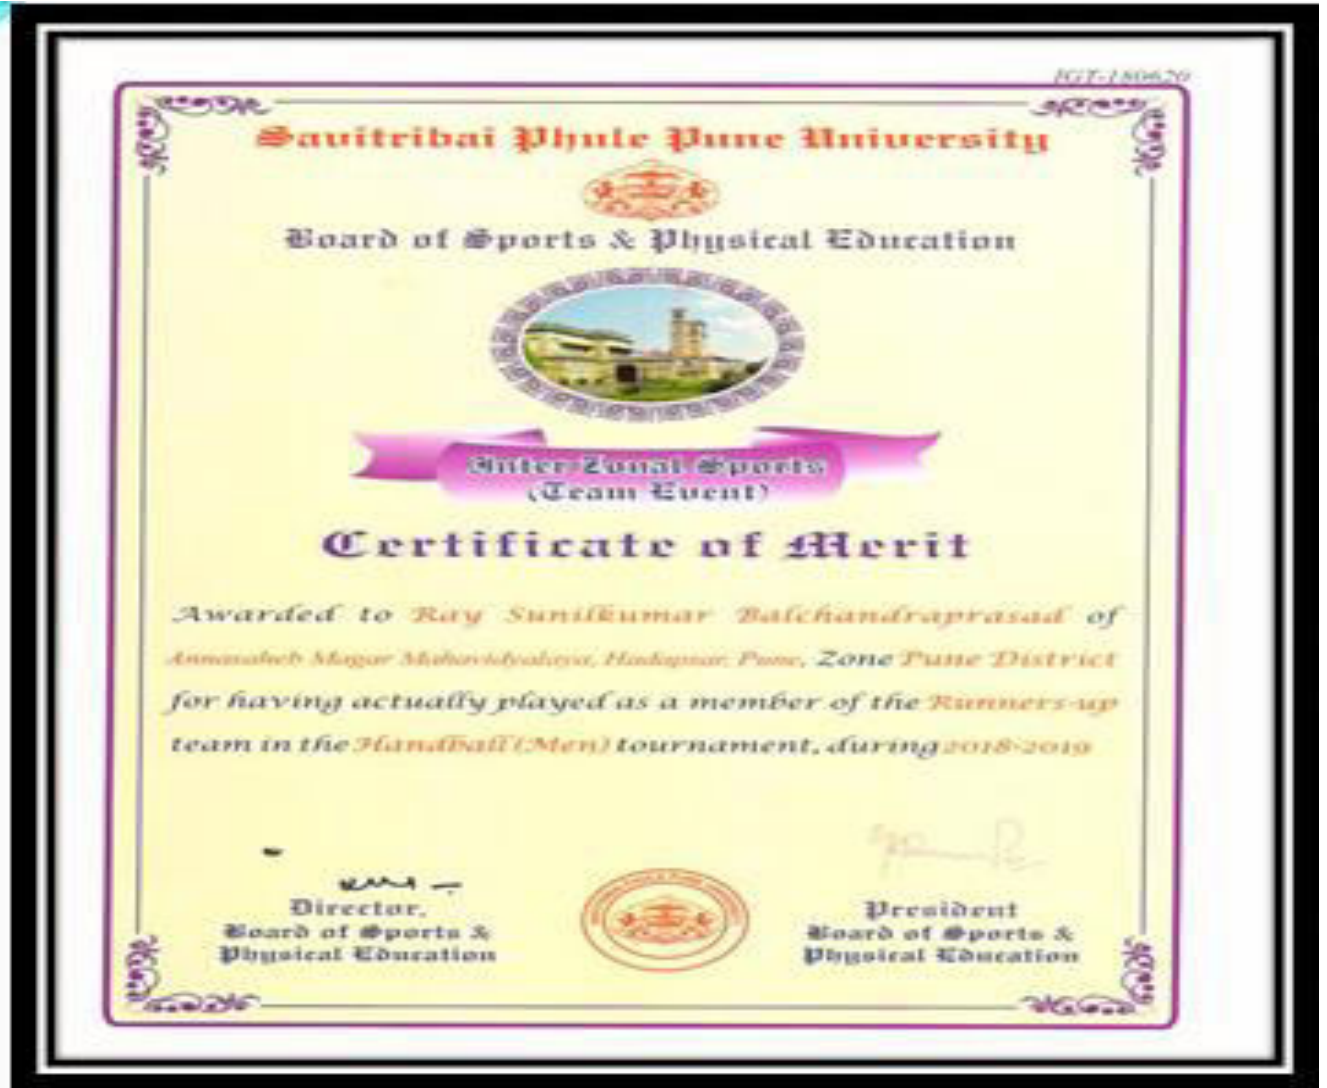 IGT-180620
Savitribai Phule Pune University
Board of Sports & Physical Education
Inter Zonal Sports
(Team Event)
Certificate of Merit
Awarded to Ray Sunilkumar Balchandraprasad of
Annasaheb Magar Mahavidyalaya, Hadapsar, Pune, Zone Pune District
for having actually played as a member of the Runners-up
team in the Handball (Men) tournament, during 2018-2019
Director,
Board of Sports &
Physical Education
President
Board of Sports &
Physical Education